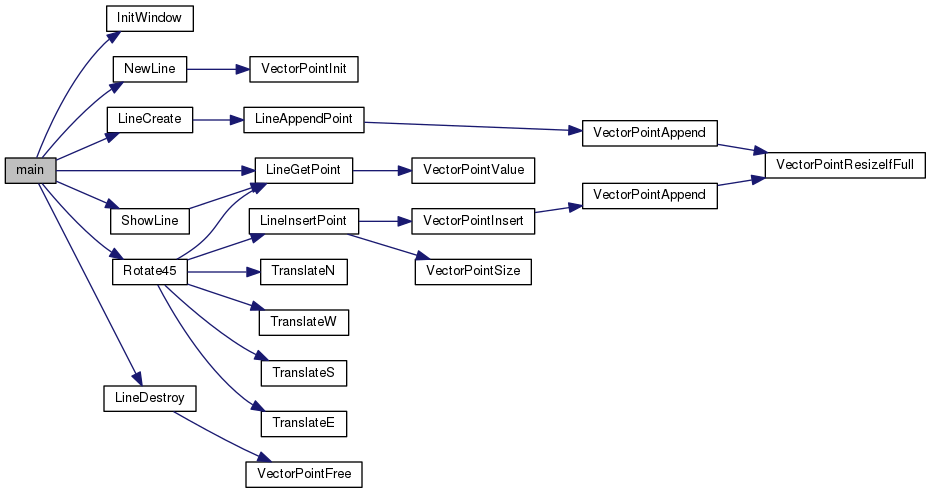 InitWindow
NewLine
VectorPointInit
LineCreate
LineAppendPoint
VectorPointAppend
VectorPointResizeIfFull
main
LineGetPoint
VectorPointValue
VectorPointAppend
ShowLine
LineInsertPoint
VectorPointInsert
Rotate45
TranslateN
VectorPointSize
TranslateW
TranslateS
LineDestroy
TranslateE
VectorPointFree